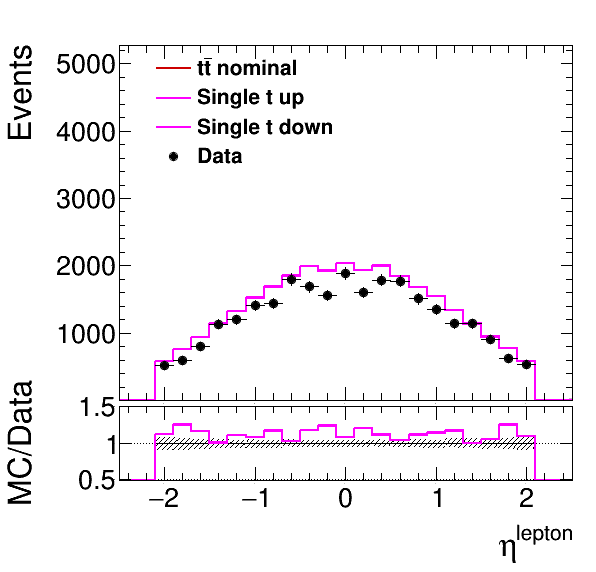 Events
5000
4000
3000
2000
1000
tt̄ nominal
Single t up
Single t down
Data
MC/Data
1.5
1
0.5
−2 −1 0 1 2
η^lepton